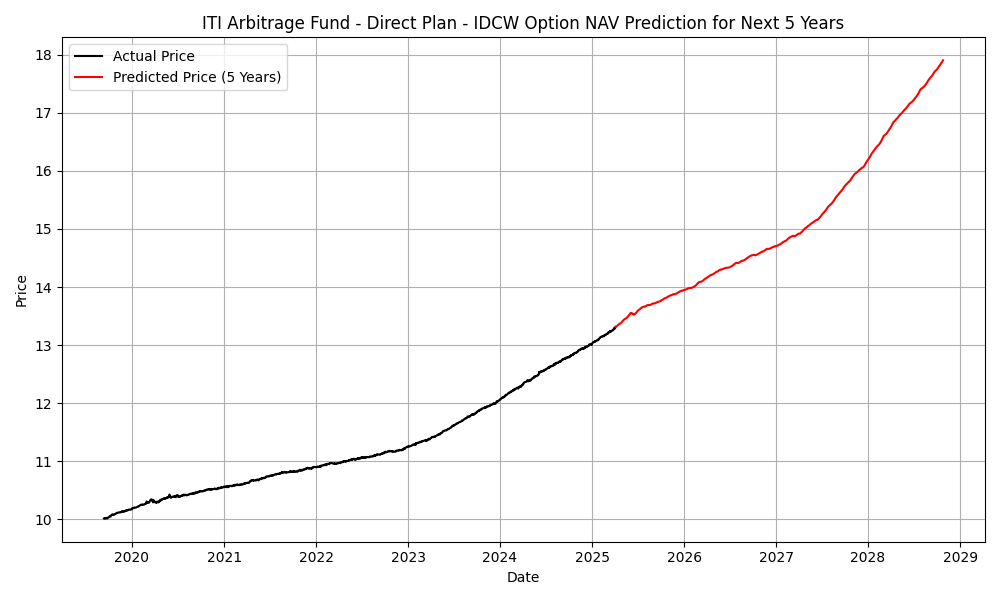 ITI Arbitrage Fund - Direct Plan - IDCW Option NAV Prediction for Next 5 Years
Actual Price
Predicted Price (5 Years)
18
17
16
15
14
13
12
11
10
Price
2020 2021 2022 2023 2024 2025 2026 2027 2028 2029
Date